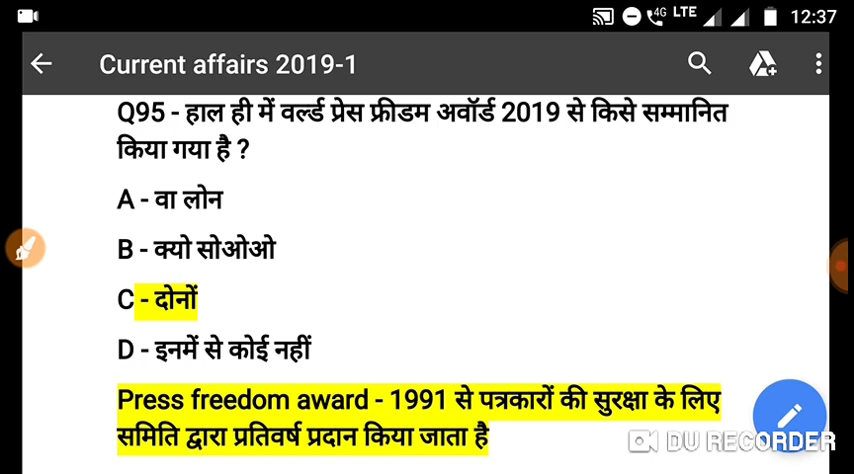 4G LTE 12:37
Current affairs 2019-1
Q95 - हाल ही में वर्ल्ड प्रेस फ्रीडम अवॉर्ड 2019 से किसे सम्मानित
किया गया है ?
A - वा लोन
B - क्यो सोओओ
C - दोनों
D - इनमें से कोई नहीं
Press freedom award - 1991 से पत्रकारों की सुरक्षा के लिए
समिति द्वारा प्रतिवर्ष प्रदान किया जाता है
DU RECORDER